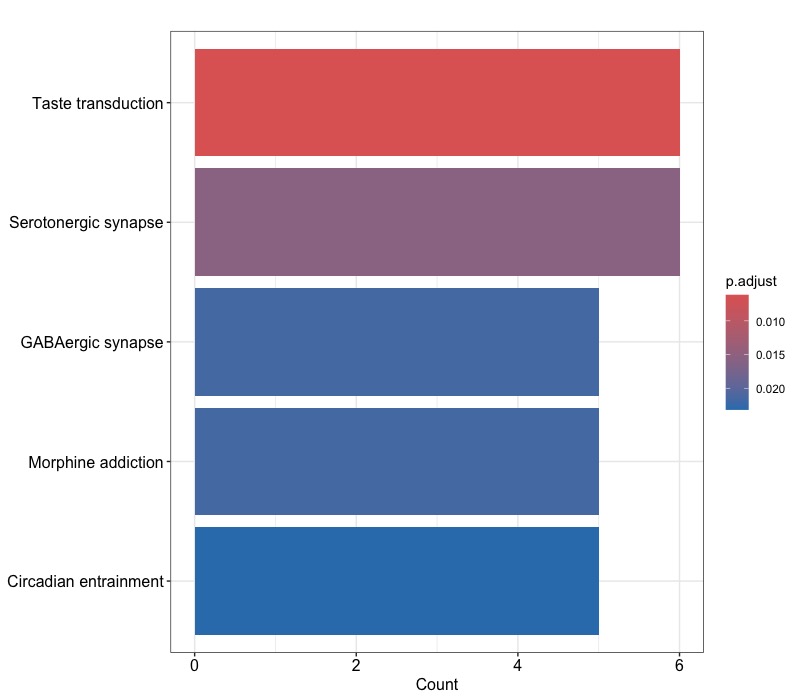 Taste transduction
Serotonergic synapse
GABAergic synapse
Morphine addiction
Circadian entrainment
0 2 4 6
Count
p.adjust
0.010
0.015
0.020